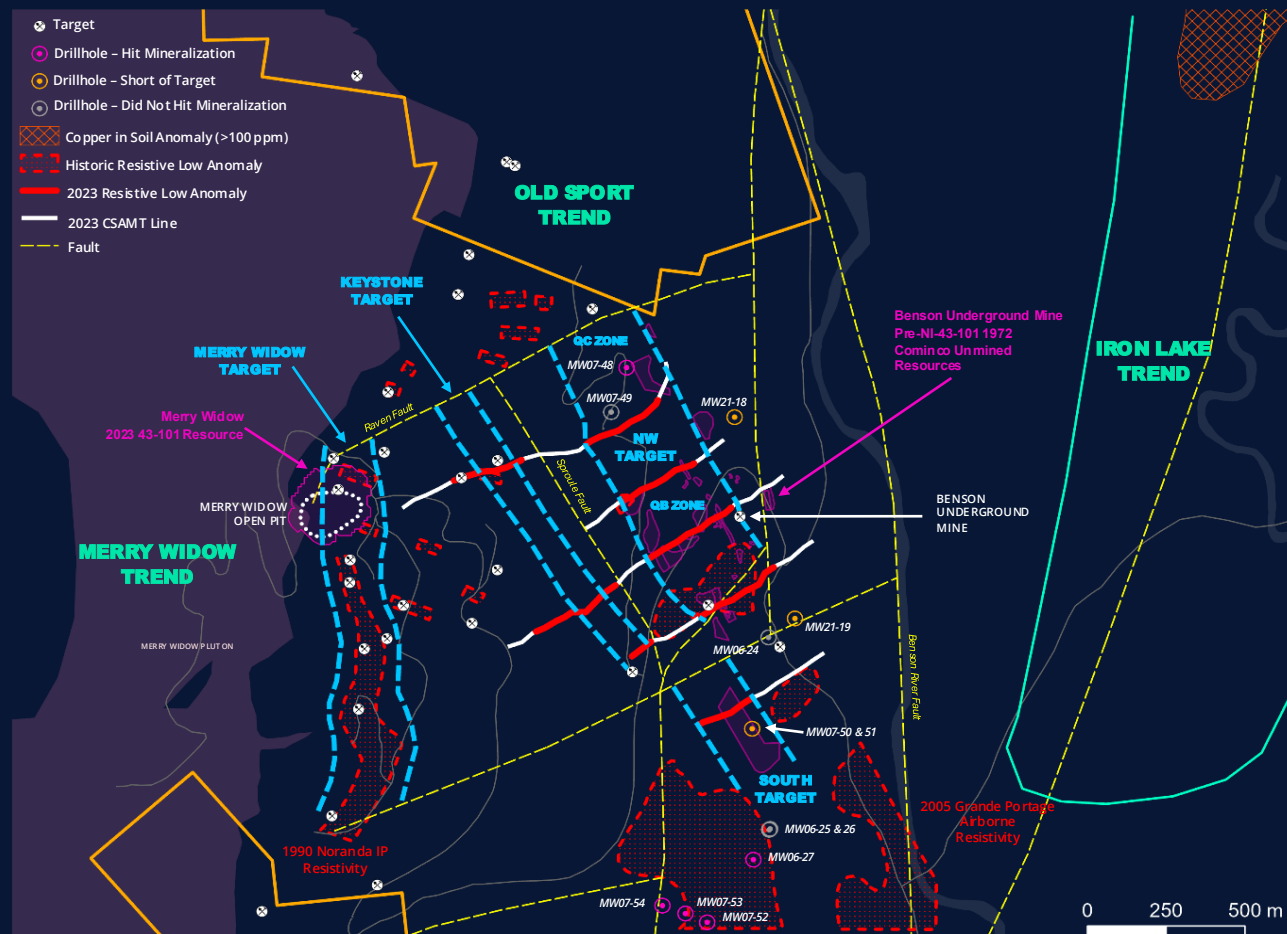 Target
Drillhole – Hit Mineralization
Drillhole – Short of Target
Drillhole – Did Not Hit Mineralization
Copper in Soil Anomaly (>100 ppm)
Historic Resistive Low Anomaly
2023 Resistive Low Anomaly
2023 CSAMT Line
Fault
OLD SPORT
TREND
KEYSTONE
TARGET
MERRY WIDOW
TARGET
Merry Widow
2023 43-101 Resource
Raven Fault
QC ZONE
MW07-48
MW07-49
MW21-18
Benson Underground Mine
Pre-NI-43-101 1972
Cominco Unmined
Resources
IRON LAKE
TREND
NW
TARGET
Sproule Fault
QB ZONE
MERRY WIDOW
OPEN PIT
BENSON
UNDERGROUND
MINE
MERRY WIDOW
TREND
MERRY WIDOW PLUTON
MW21-19
MW06-24
Benson River Fault
MW07-50 & 51
SOUTH
TARGET
2005 Grande Portage
Airborne
Resistivity
1990 Noranda IP
Resistivity
MW06-25 & 26
MW06-27
MW07-54
MW07-53
MW07-52
0 250 500 m